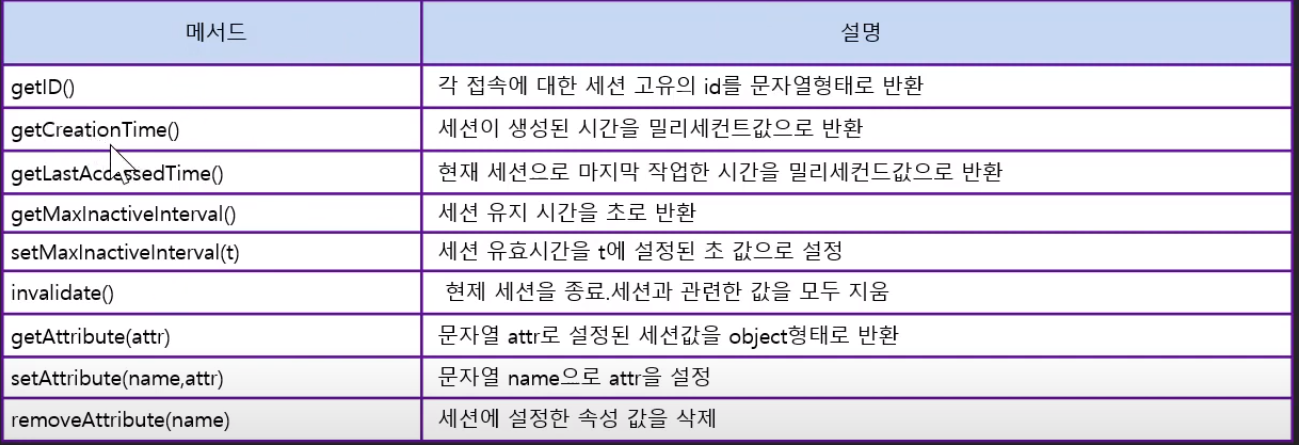 메서드 설명
getID() 각 접속에 대한 세션 고유의 id를 문자열형태로 반환
getCreationTime() 세션이 생성된 시간을 밀리세컨트값으로 반환
getLastAccessedTime() 현재 세션으로 마지막 작업한 시간을 밀리세컨드값으로 반환
getMaxInactiveInterval() 세션 유지 시간을 초로 반환
setMaxInactiveInterval(t) 세션 유효시간을 t에 설정된 초 값으로 설정
invalidate() 현제 세션을 종료.세션과 관련한 값을 모두 지움
getAttribute(attr) 문자열 attr로 설정된 세션값을 object형태로 반환
setAttribute(name,attr) 문자열 name으로 attr을 설정
removeAttribute(name) 세션에 설정한 속성 값을 삭제